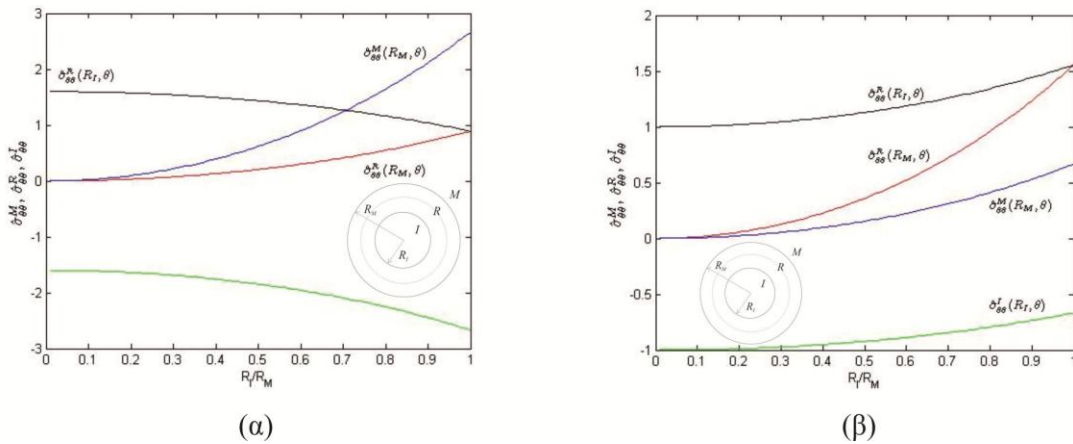 3
2
1
0
-1
-2
-3
0 0.1 0.2 0.3 0.4 0.5 0.6 0.7 0.8 0.9 1
R_I/R_M
σ̂^M_θθ, σ̂^R_θθ, σ̂^I_θθ
σ̂^R_θθ(R_I, θ)
σ̂^M_θθ(R_M, θ)
σ̂^R_θθ(R_M, θ)
M
R_M
R
I
R_I
(α)
2
1.5
1
0.5
0
-0.5
-1
0 0.1 0.2 0.3 0.4 0.5 0.6 0.7 0.8 0.9 1
R_I/R_M
σ̂^M_θθ, σ̂^R_θθ, σ̂^I_θθ
σ̂^R_θθ(R_I, θ)
σ̂^R_θθ(R_M, θ)
σ̂^M_θθ(R_M, θ)
σ̂^I_θθ(R_I, θ)
M
R_M
R
I
R_I
(β)